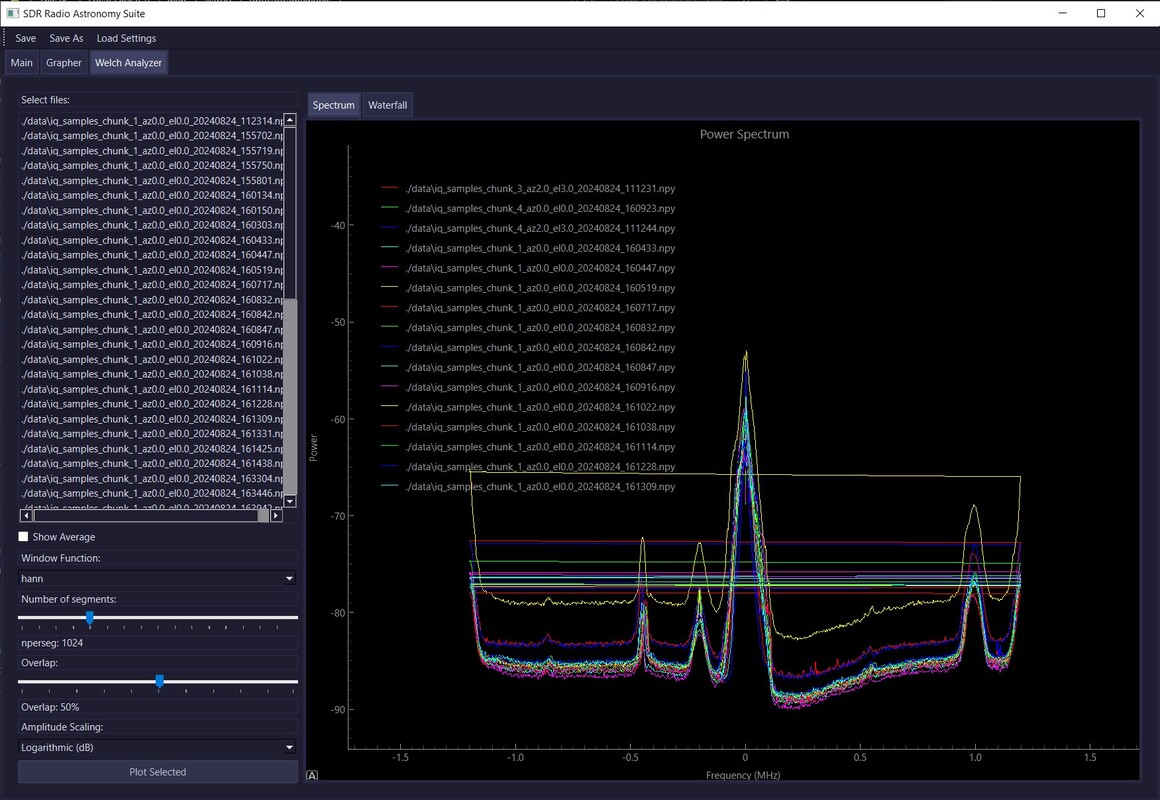 SDR Radio Astronomy Suite
Save Save As Load Settings
Main Grapher Welch Analyzer
Select files:
./data\iq_samples_chunk_1_az0.0_el0.0_20240824_112314.np
./data\iq_samples_chunk_1_az0.0_el0.0_20240824_155702.np
./data\iq_samples_chunk_1_az0.0_el0.0_20240824_155719.np
./data\iq_samples_chunk_1_az0.0_el0.0_20240824_155750.np
./data\iq_samples_chunk_1_az0.0_el0.0_20240824_155801.np
./data\iq_samples_chunk_1_az0.0_el0.0_20240824_160134.np
./data\iq_samples_chunk_1_az0.0_el0.0_20240824_160150.np
./data\iq_samples_chunk_1_az0.0_el0.0_20240824_160303.np
./data\iq_samples_chunk_1_az0.0_el0.0_20240824_160433.np
./data\iq_samples_chunk_1_az0.0_el0.0_20240824_160447.np
./data\iq_samples_chunk_1_az0.0_el0.0_20240824_160519.np
./data\iq_samples_chunk_1_az0.0_el0.0_20240824_160717.np
./data\iq_samples_chunk_1_az0.0_el0.0_20240824_160832.np
./data\iq_samples_chunk_1_az0.0_el0.0_20240824_160842.np
./data\iq_samples_chunk_1_az0.0_el0.0_20240824_160847.np
./data\iq_samples_chunk_1_az0.0_el0.0_20240824_160916.np
./data\iq_samples_chunk_1_az0.0_el0.0_20240824_161022.np
./data\iq_samples_chunk_1_az0.0_el0.0_20240824_161038.np
./data\iq_samples_chunk_1_az0.0_el0.0_20240824_161114.np
./data\iq_samples_chunk_1_az0.0_el0.0_20240824_161228.np
./data\iq_samples_chunk_1_az0.0_el0.0_20240824_161309.np
./data\iq_samples_chunk_1_az0.0_el0.0_20240824_161331.np
./data\iq_samples_chunk_1_az0.0_el0.0_20240824_161425.np
./data\iq_samples_chunk_1_az0.0_el0.0_20240824_161438.np
./data\iq_samples_chunk_1_az0.0_el0.0_20240824_163304.np
./data\iq_samples_chunk_1_az0.0_el0.0_20240824_163446.np
Show Average
Window Function:
hann
Number of segments:
nperseg: 1024
Overlap:
Overlap: 50%
Amplitude Scaling:
Logarithmic (dB)
Plot Selected
Spectrum Waterfall
Power Spectrum
./data\iq_samples_chunk_3_az2.0_el3.0_20240824_111231.npy
./data\iq_samples_chunk_4_az0.0_el0.0_20240824_160923.npy
./data\iq_samples_chunk_4_az2.0_el3.0_20240824_111244.npy
./data\iq_samples_chunk_1_az0.0_el0.0_20240824_160433.npy
./data\iq_samples_chunk_1_az0.0_el0.0_20240824_160447.npy
./data\iq_samples_chunk_1_az0.0_el0.0_20240824_160519.npy
./data\iq_samples_chunk_1_az0.0_el0.0_20240824_160717.npy
./data\iq_samples_chunk_1_az0.0_el0.0_20240824_160832.npy
./data\iq_samples_chunk_1_az0.0_el0.0_20240824_160842.npy
./data\iq_samples_chunk_1_az0.0_el0.0_20240824_160847.npy
./data\iq_samples_chunk_1_az0.0_el0.0_20240824_160916.npy
./data\iq_samples_chunk_1_az0.0_el0.0_20240824_161022.npy
./data\iq_samples_chunk_1_az0.0_el0.0_20240824_161038.npy
./data\iq_samples_chunk_1_az0.0_el0.0_20240824_161114.npy
./data\iq_samples_chunk_1_az0.0_el0.0_20240824_161228.npy
./data\iq_samples_chunk_1_az0.0_el0.0_20240824_161309.npy
Power
-40
-50
-60
-70
-80
-90
-1.5 -1.0 -0.5 0 0.5 1.0 1.5
Frequency (MHz)
A